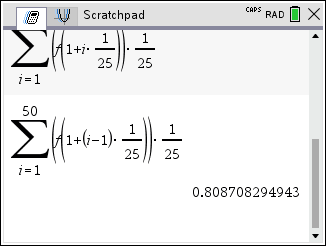 Scratchpad CAPS RAD
∑ i=1 (f(1+i·1/25))·1/25
50
∑ i=1 (f(1+(i−1)·1/25))·1/25
0.808708294943